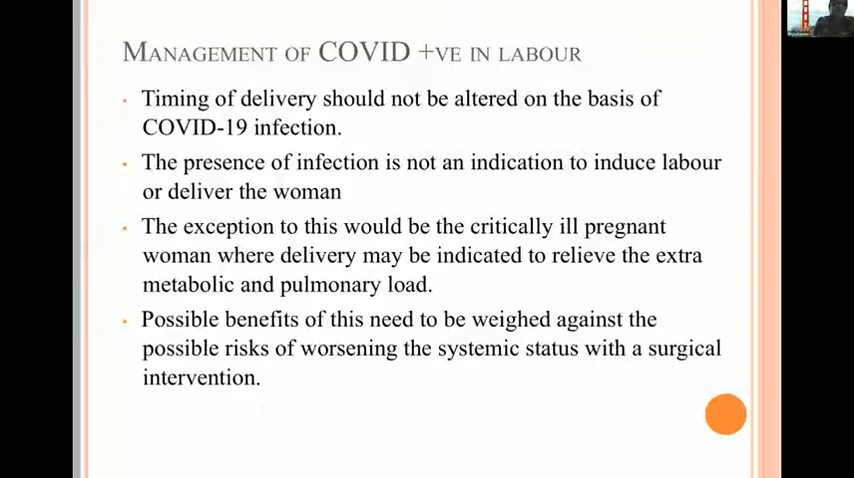 MANAGEMENT OF COVID +VE IN LABOUR
Timing of delivery should not be altered on the basis of
COVID-19 infection.
The presence of infection is not an indication to induce labour
or deliver the woman
The exception to this would be the critically ill pregnant
woman where delivery may be indicated to relieve the extra
metabolic and pulmonary load.
Possible benefits of this need to be weighed against the
possible risks of worsening the systemic status with a surgical
intervention.